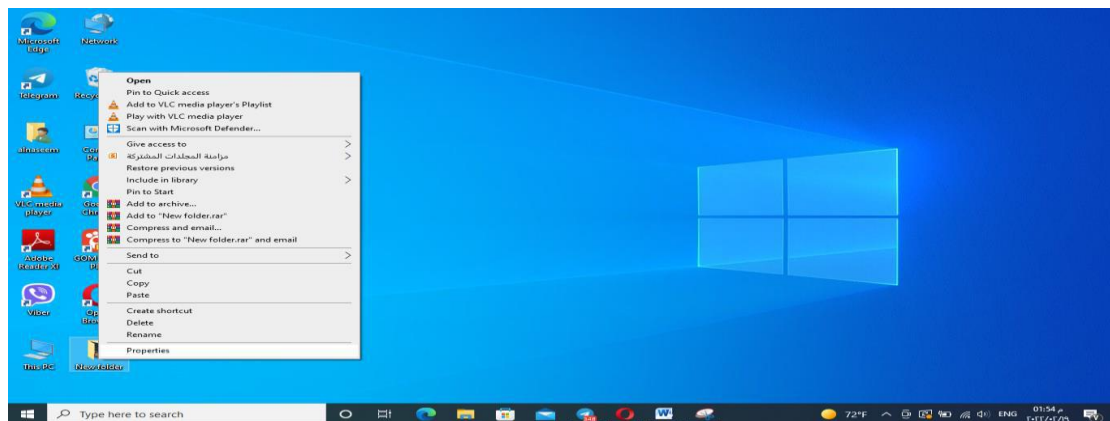 Microsoft Edge
Network
Telegram
Open
Pin to Quick access
Add to VLC media player's Playlist
Play with VLC media player
Scan with Microsoft Defender...
Give access to
مزامنة المجلدات المشتركة
Restore previous versions
Include in library
Pin to Start
Add to archive...
Add to "New folder.rar"
Compress and email...
Compress to "New folder.rar" and email
Send to
Cut
Copy
Paste
Create shortcut
Delete
Rename
Properties
alnaseem
VLC media player
Adobe Reader XI
Viber
This PC
New folder
Type here to search
72°F
ENG
01:54 م